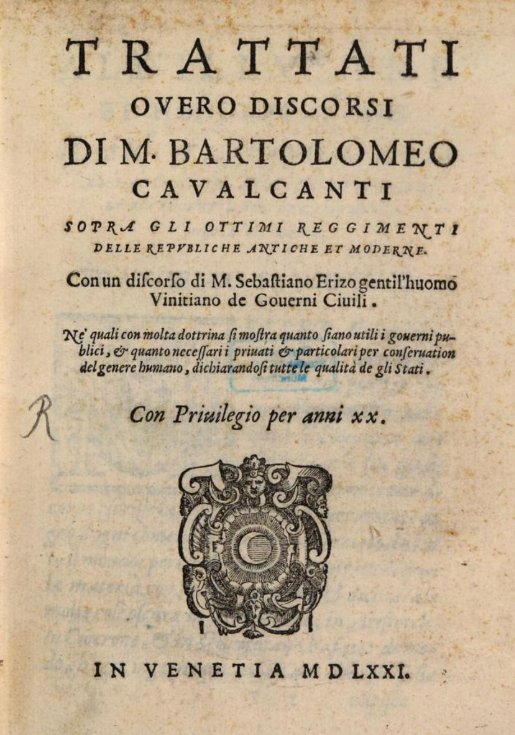 TRATTATI
OVERO DISCORSI
DI M. BARTOLOMEO
CAVALCANTI
SOPRA GLI OTTIMI REGGIMENTI
DELLE REPVBLICHE ANTICHE ET MODERNE.
Con un diſcorſo di M. Sebaſtiano Erizo gentil'huomo
Vinitiano de Gouerni Ciuili.
Ne' quali con molta dottrina ſi moſtra quanto ſiano utili i gouerni pu-
blici, & quanto neceſſari i priuati & particolari per conſeruation
del genere humano, dichiarandoſi tutte le qualità de gli Stati.
R
Con Priuilegio per anni xx.
IN VENETIA MDLXXI.